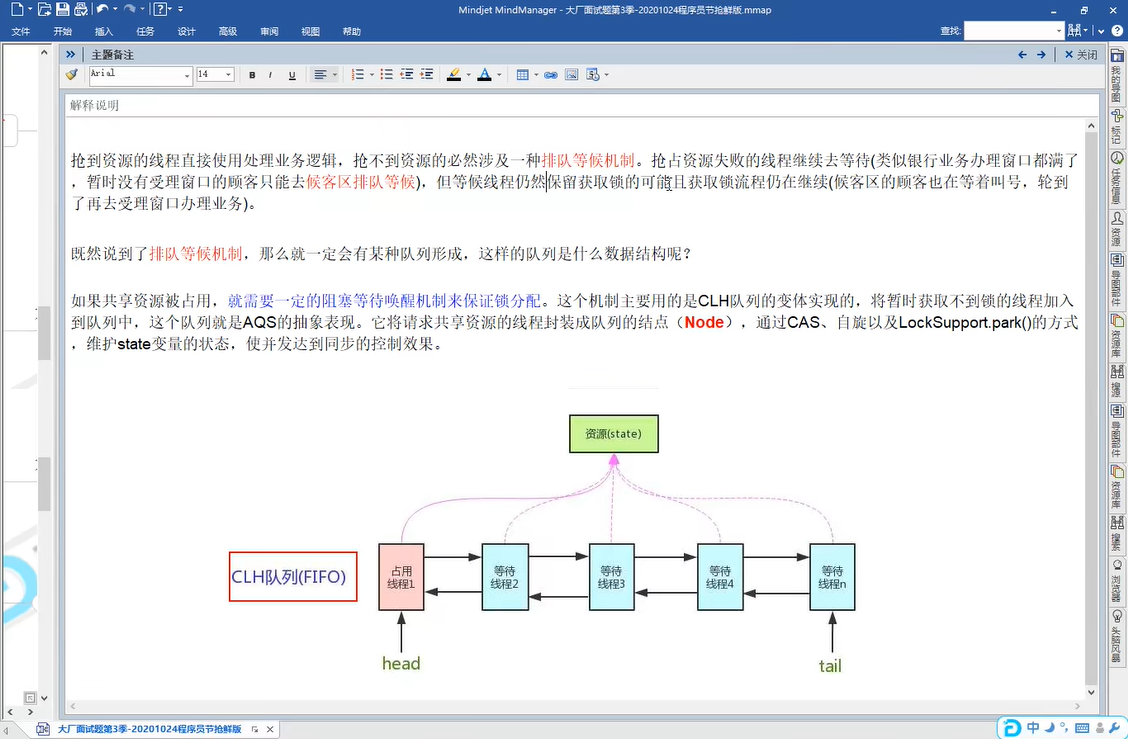 Mindjet MindManager - 大厂面试题第3季-20201024程序员节抢鲜版.mmap
文件 开始 插入 任务 设计 高级 审阅 视图 帮助 查找:
主题备注 关闭
Arial 14 B I U
解释说明
抢到资源的线程直接使用处理业务逻辑，抢不到资源的必然涉及一种排队等候机制。抢占资源失败的线程继续去等待(类似银行业务办理窗口都满了
，暂时没有受理窗口的顾客只能去候客区排队等候)，但等候线程仍然保留获取锁的可能且获取锁流程仍在继续(候客区的顾客也在等着叫号，轮到
了再去受理窗口办理业务)。
既然说到了排队等候机制，那么就一定会有某种队列形成，这样的队列是什么数据结构呢?
如果共享资源被占用，就需要一定的阻塞等待唤醒机制来保证锁分配。这个机制主要用的是CLH队列的变体实现的，将暂时获取不到锁的线程加入
到队列中，这个队列就是AQS的抽象表现。它将请求共享资源的线程封装成队列的结点（Node），通过CAS、自旋以及LockSupport.park()的方式
，维护state变量的状态，使并发达到同步的控制效果。
资源(state)
CLH队列(FIFO)
占用
线程1
等待
线程2
等待
线程3
等待
线程4
等待
线程n
head
tail
我的导图
标记
任务信息
资源
导图部件
资源库
搜源
导图部件
资源库
搜索
浏览器
头脑风暴
大厂面试题第3季-20201024程序员节抢鲜版
中